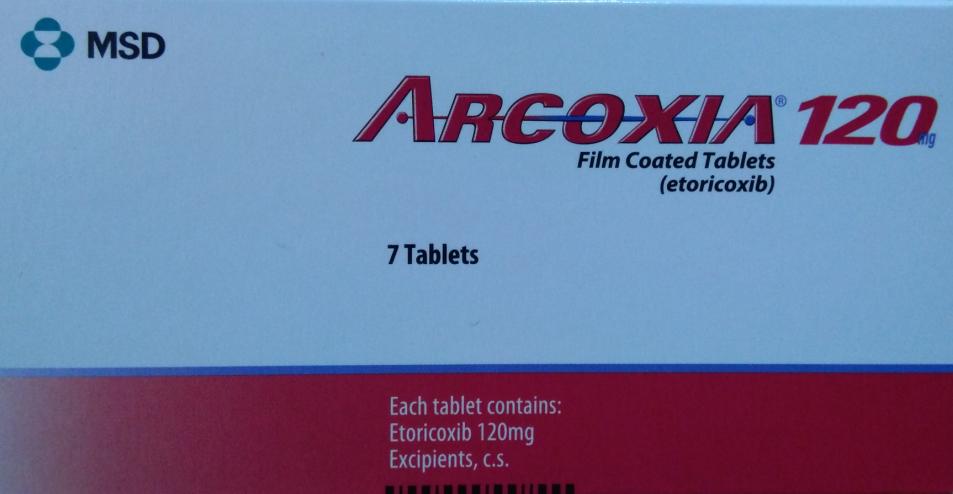 MSD
ARCOXIA® 120mg
Film Coated Tablets
(etoricoxib)
7 Tablets
Each tablet contains:
Etoricoxib 120mg
Excipients, c.s.